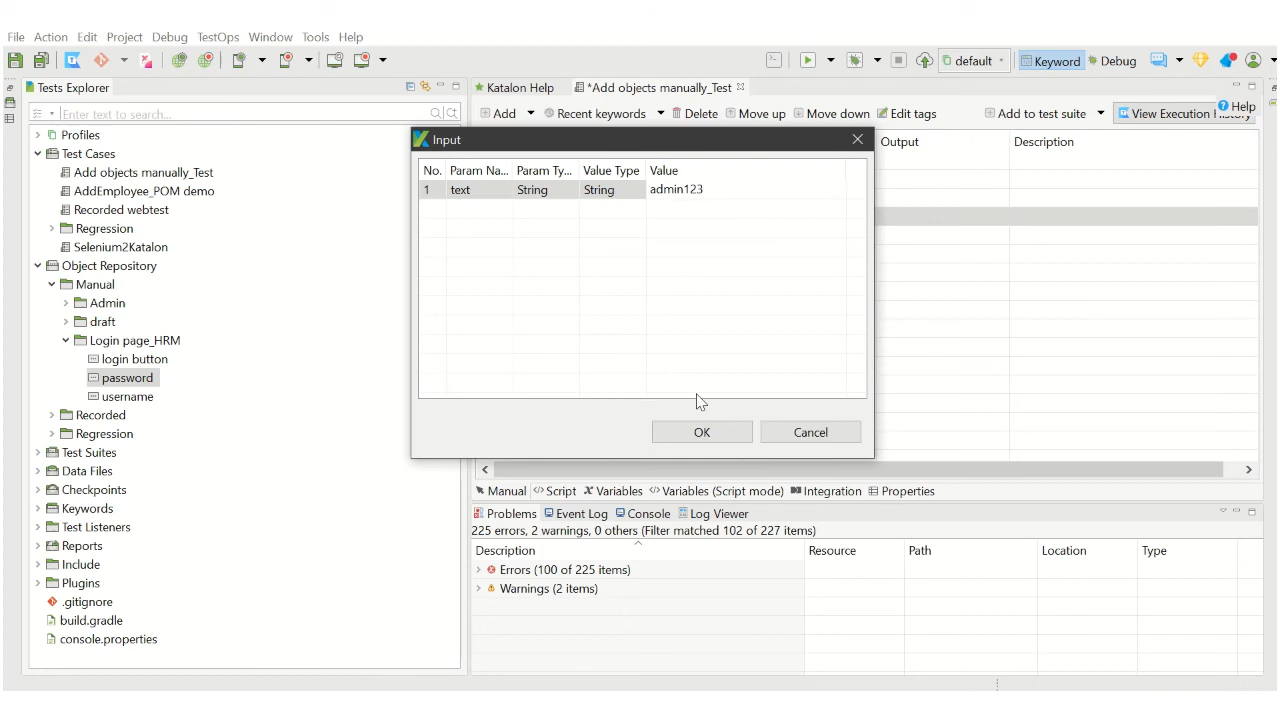 File Action Edit Project Debug TestOps Window Tools Help
default Keyword Debug
Tests Explorer
Katalon Help *Add objects manually_Test
Enter text to search...
Add Recent keywords Delete Move up Move down Edit tags Add to test suite View Execution History Help
Profiles
Test Cases
Add objects manually_Test
AddEmployee_POM demo
Recorded webtest
Regression
Selenium2Katalon
Object Repository
Manual
Admin
draft
Login page_HRM
login button
password
username
Recorded
Regression
Test Suites
Data Files
Checkpoints
Keywords
Test Listeners
Reports
Include
Plugins
.gitignore
build.gradle
console.properties
Input
No. Param Na... Param Ty... Value Type Value
1 text String String admin123
OK Cancel
Output Description
Manual Script Variables Variables (Script mode) Integration Properties
Problems Event Log Console Log Viewer
225 errors, 2 warnings, 0 others (Filter matched 102 of 227 items)
Description Resource Path Location Type
Errors (100 of 225 items)
Warnings (2 items)